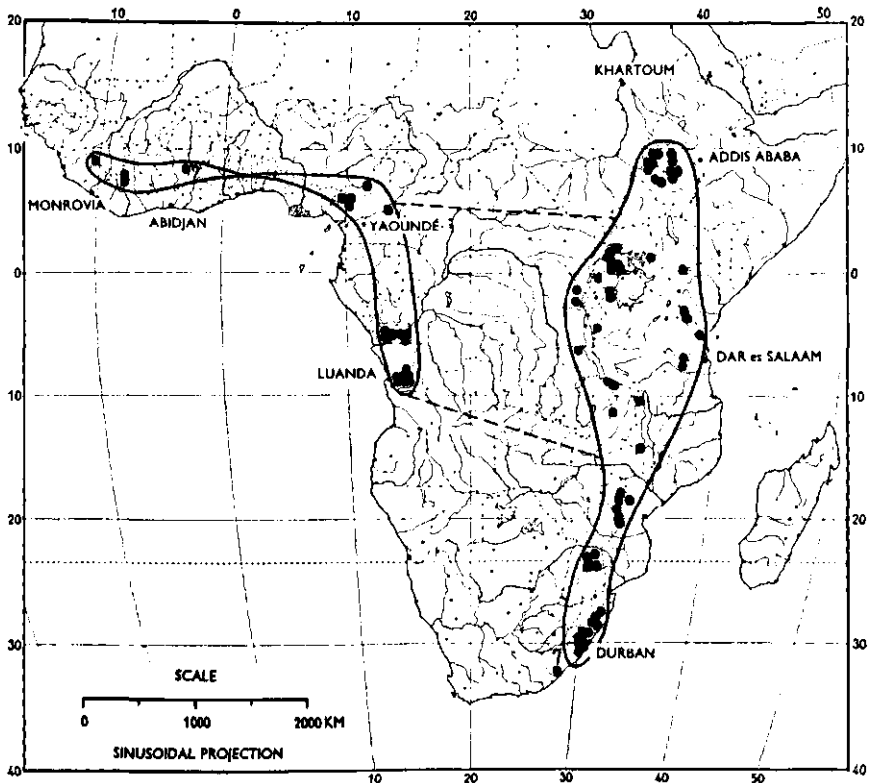 20 10 0 10 20 30 40 50 20
KHARTOUM
10 ADDIS ABABA 10
MONROVIA
ABIDJAN
YAOUNDÉ
0 0
DAR es SALAAM
LUANDA
10 10
20 20
30 DURBAN 30
?
SCALE
0 1000 2000 KM
SINUSOIDAL PROJECTION
40 10 20 30 40 50 40